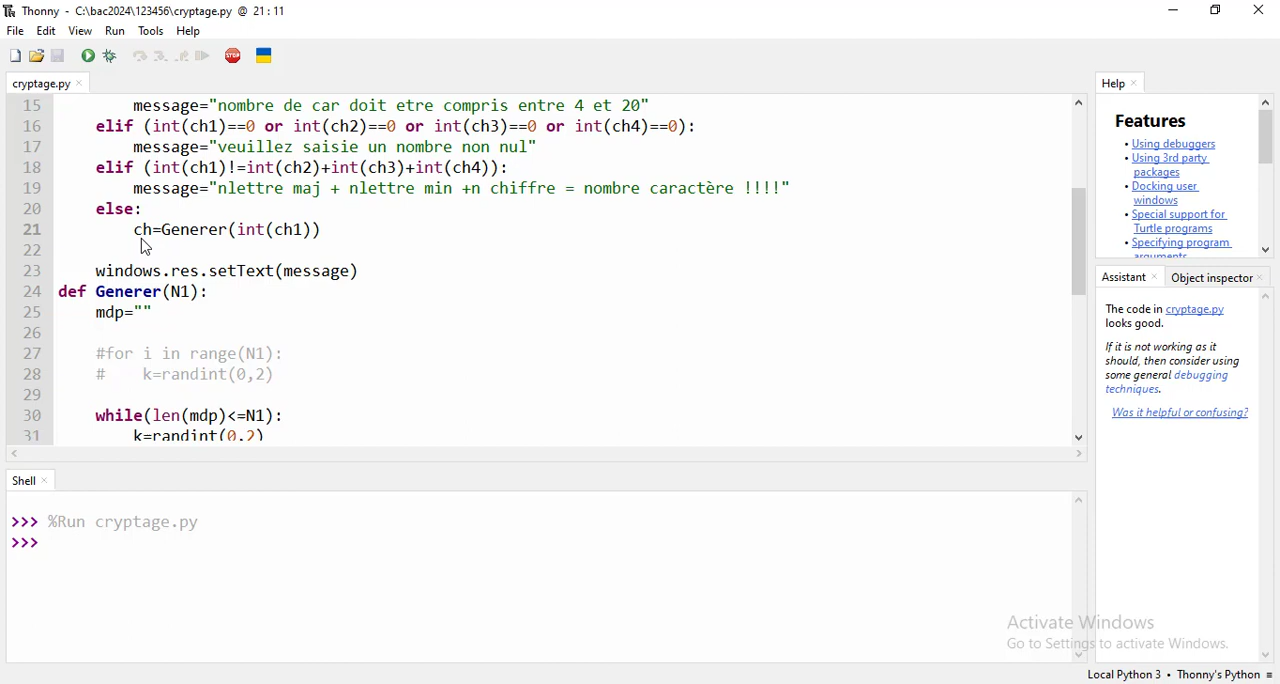 Thonny - C:\bac2024\123456\cryptage.py @ 21:11
File Edit View Run Tools Help
STOP
cryptage.py ×
15 message="nombre de car doit etre compris entre 4 et 20"
16 elif (int(ch1)==0 or int(ch2)==0 or int(ch3)==0 or int(ch4)==0):
17 message="veuillez saisie un nombre non nul"
18 elif (int(ch1)!=int(ch2)+int(ch3)+int(ch4)):
19 message="nlettre maj + nlettre min +n chiffre = nombre caractère !!!!"
20 else:
21 ch=Generer(int(ch1))
22
23 windows.res.setText(message)
24 def Generer(N1):
25 mdp=""
26
27 #for i in range(N1):
28 # k=randint(0,2)
29
30 while(len(mdp)<=N1):
31 k=randint(0,2)
Shell ×
>>> %Run cryptage.py
>>>
Help ×
Features
• Using debuggers
• Using 3rd party
packages
• Docking user
windows
• Special support for
Turtle programs
• Specifying program
arguments
Assistant × Object inspector ×
The code in cryptage.py
looks good.
If it is not working as it
should, then consider using
some general debugging
techniques.
Was it helpful or confusing?
Activate Windows
Go to Settings to activate Windows.
Local Python 3 • Thonny's Python ≡